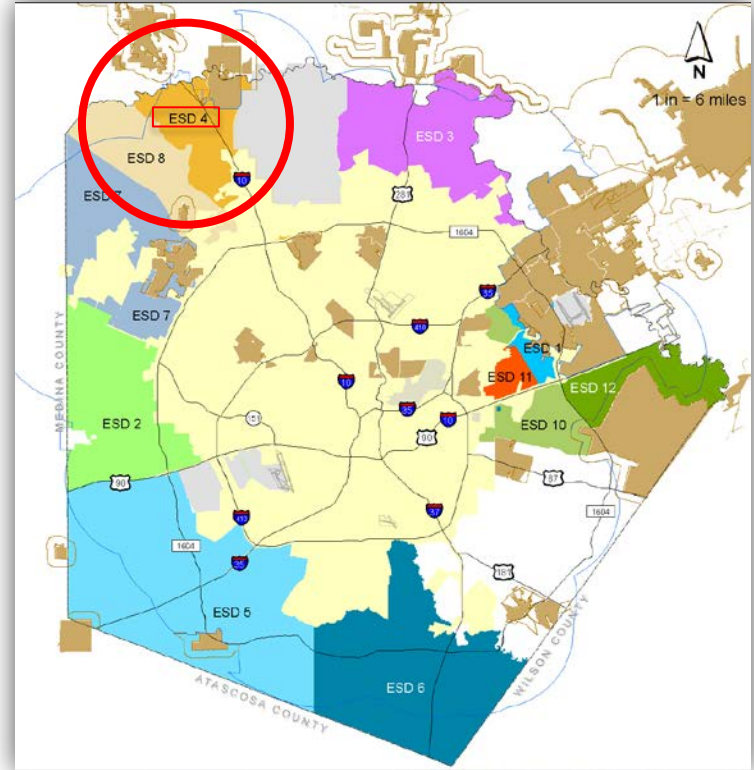 N
1 in = 6 miles
ESD 4
ESD 3
ESD 8
10
ESD 7
281
1604
35
ESD 7
410
ESD 1
MEDINA COUNTY
10
ESD 11
ESD 12
35
ESD 2
10
90
ESD 10
90
87
410
37
1604
1604
35
181
ESD 5
ESD 6
WILSON COUNTY
ATASCOSA COUNTY